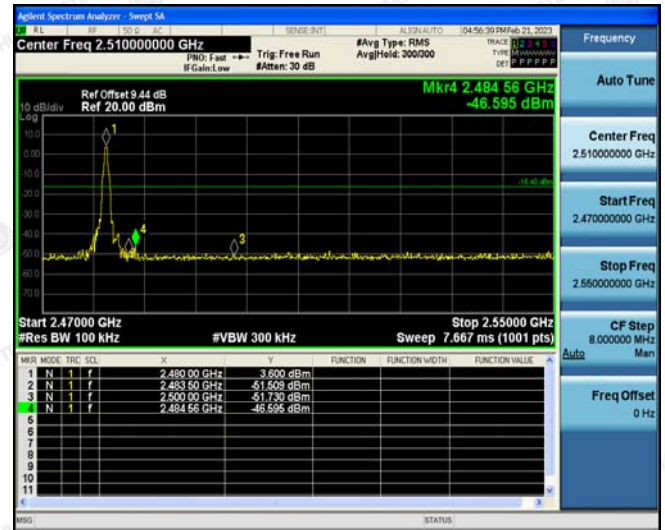 Agilent Spectrum Analyzer - Swept SA
RL RF 50 Ω AC SENSE:INT ALIGN AUTO 04:56:39 PM Feb 21, 2023
Center Freq 2.510000000 GHz
PNO: Fast
IFGain:Low
Trig: Free Run
#Atten: 30 dB
#Avg Type: RMS
Avg|Hold: 300/300
TRACE 1 2 3 4 5 6
TYPE
DET P P P P P P
Mkr4 2.484 56 GHz
-46.595 dBm
Ref Offset 9.44 dB
10 dB/div Ref 20.00 dBm
Log
10.0
0.00
-10.0
-20.0
-30.0
-40.0
-50.0
-60.0
-70.0
1
4
3
-16.40 dBm
Start 2.47000 GHz Stop 2.55000 GHz
#Res BW 100 kHz #VBW 300 kHz Sweep 7.667 ms (1001 pts)
MKR MODE TRC SCL X Y FUNCTION FUNCTION WIDTH FUNCTION VALUE
1 N 1 f 2.480 00 GHz 3.600 dBm
2 N 1 f 2.483 50 GHz -51.509 dBm
3 N 1 f 2.500 00 GHz -51.730 dBm
4 N 1 f 2.484 56 GHz -46.595 dBm
5
6
7
8
9
10
11
MSG STATUS
Frequency
Auto Tune
Center Freq
2.510000000 GHz
Start Freq
2.470000000 GHz
Stop Freq
2.550000000 GHz
CF Step
8.000000 MHz
Auto Man
Freq Offset
0 Hz